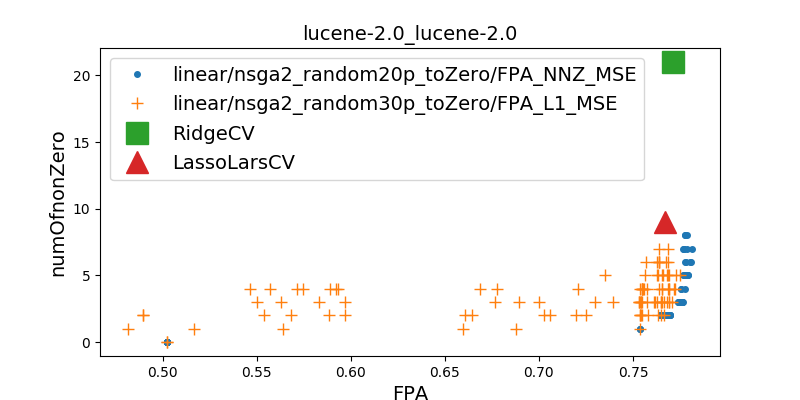 lucene-2.0_lucene-2.0
linear/nsga2_random20p_toZero/FPA_NNZ_MSE
linear/nsga2_random30p_toZero/FPA_L1_MSE
RidgeCV
LassoLarsCV
numOfnonZero
20
15
10
5
0
0.50 0.55 0.60 0.65 0.70 0.75
FPA